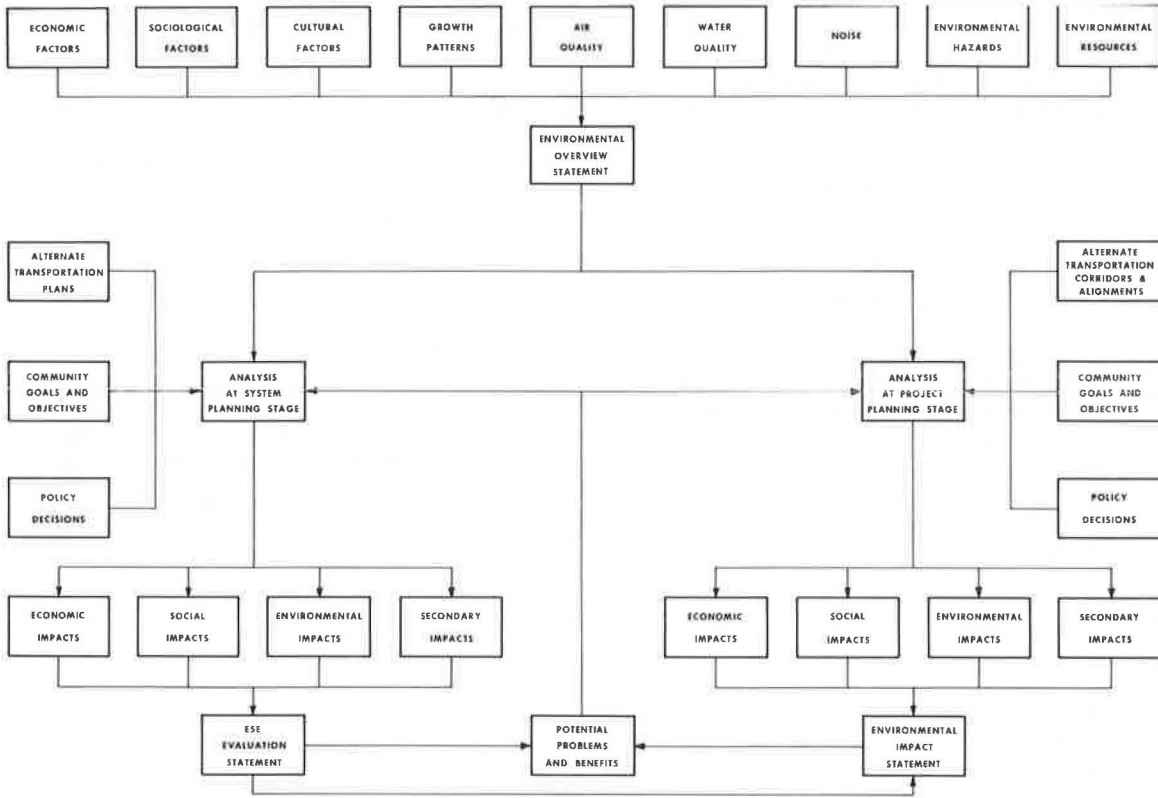 ECONOMIC
FACTORS
SOCIOLOGICAL
FACTORS
CULTURAL
FACTORS
GROWTH
PATTERNS
AIR
QUALITY
WATER
QUALITY
NOISE
ENVIRONMENTAL
HAZARDS
ENVIRONMENTAL
RESOURCES
ENVIRONMENTAL
OVERVIEW
STATEMENT
ALTERNATE
TRANSPORTATION
PLANS
ALTERNATE
TRANSPORTATION
CORRIDORS &
ALIGNMENTS
COMMUNITY
GOALS AND
OBJECTIVES
ANALYSIS
AT SYSTEM
PLANNING STAGE
ANALYSIS
AT PROJECT
PLANNING STAGE
COMMUNITY
GOALS AND
OBJECTIVES
POLICY
DECISIONS
POLICY
DECISIONS
ECONOMIC
IMPACTS
SOCIAL
IMPACTS
ENVIRONMENTAL
IMPACTS
SECONDARY
IMPACTS
ECONOMIC
IMPACTS
SOCIAL
IMPACTS
ENVIRONMENTAL
IMPACTS
SECONDARY
IMPACTS
ESE
EVALUATION
STATEMENT
POTENTIAL
PROBLEMS
AND BENEFITS
ENVIRONMENTAL
IMPACT
STATEMENT